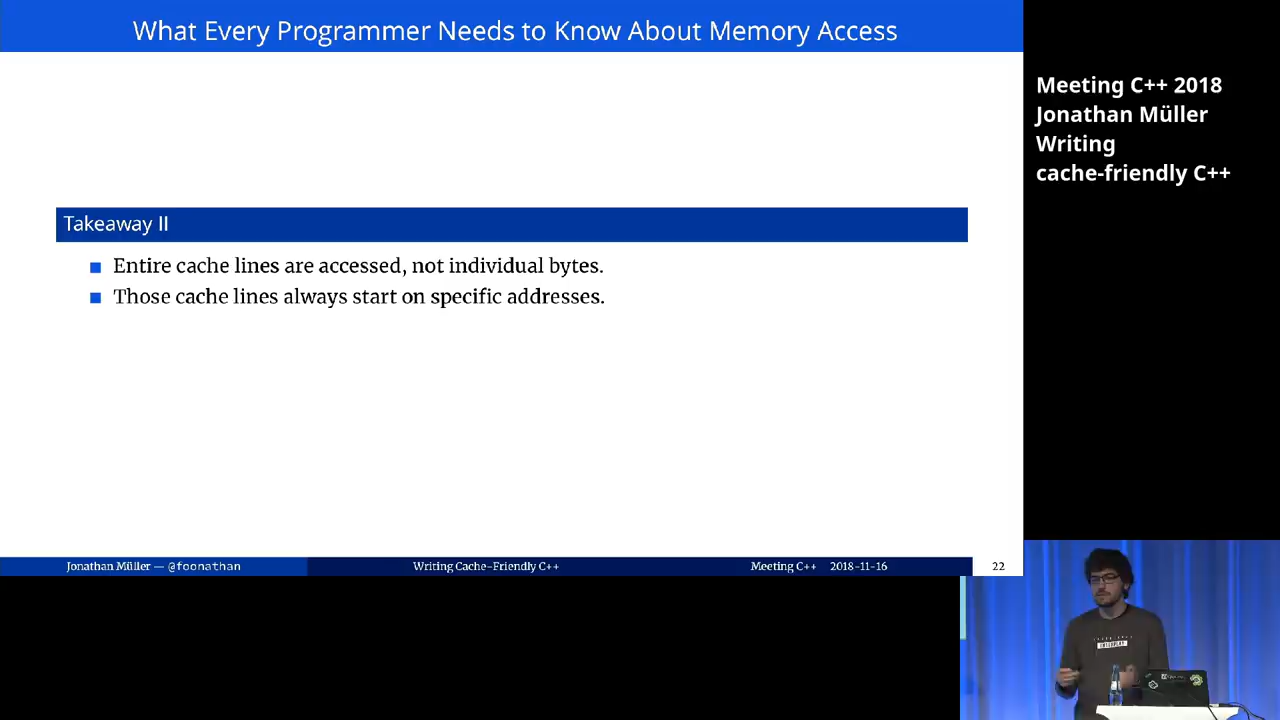 What Every Programmer Needs to Know About Memory Access
Takeaway II
Entire cache lines are accessed, not individual bytes.
Those cache lines always start on specific addresses.
Jonathan Müller — @foonathan
Writing Cache-Friendly C++
Meeting C++ 2018-11-16
22
Meeting C++ 2018
Jonathan Müller
Writing
cache-friendly C++